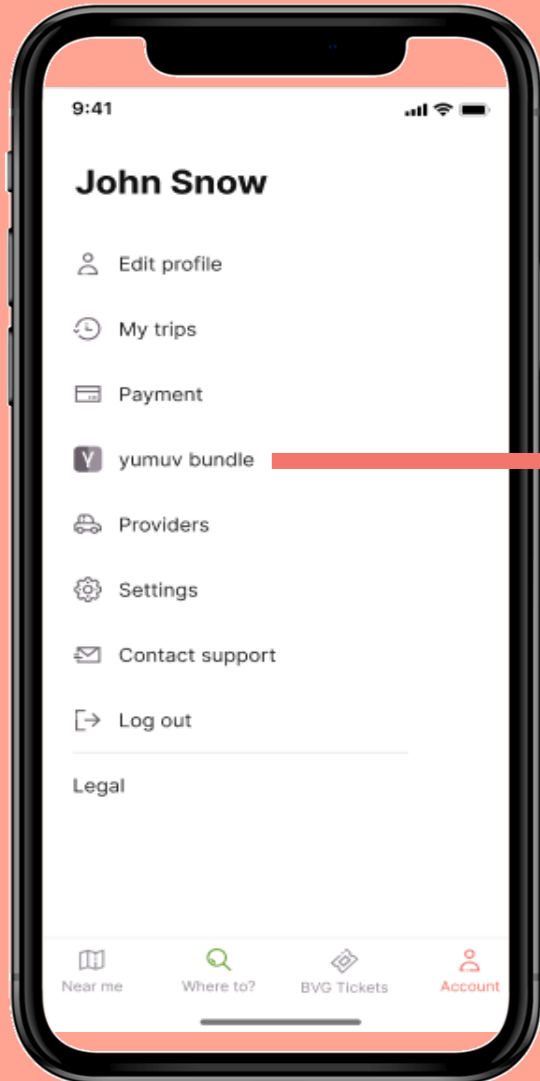 9:41
John Snow
Edit profile
My trips
Payment
Y yumuv bundle
Providers
Settings
Contact support
Log out
Legal
Near me Where to? BVG Tickets Account